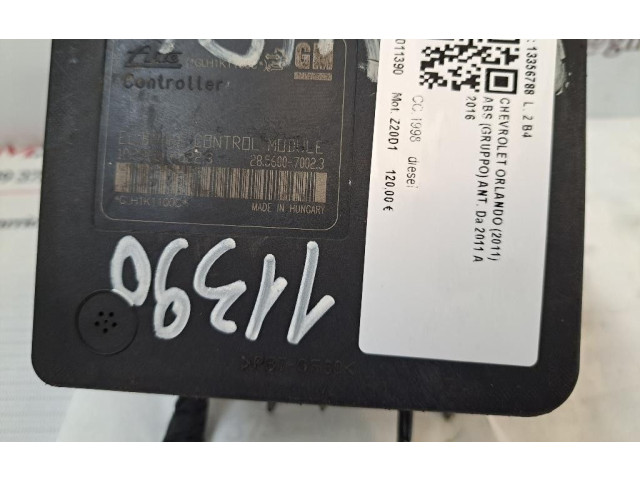 Ate
GM
Controller
CONTROL MODULE
28.5600-7002.3
MADE IN HUNGARY
11390
: 13356788 L. 2 B4
CHEVROLET ORLANDO (2011)
ABS (GRUPPO) ANT. Da 2011 A
2016
011390
CC 1998 diesel
Mot. Z20D1 120,00 €